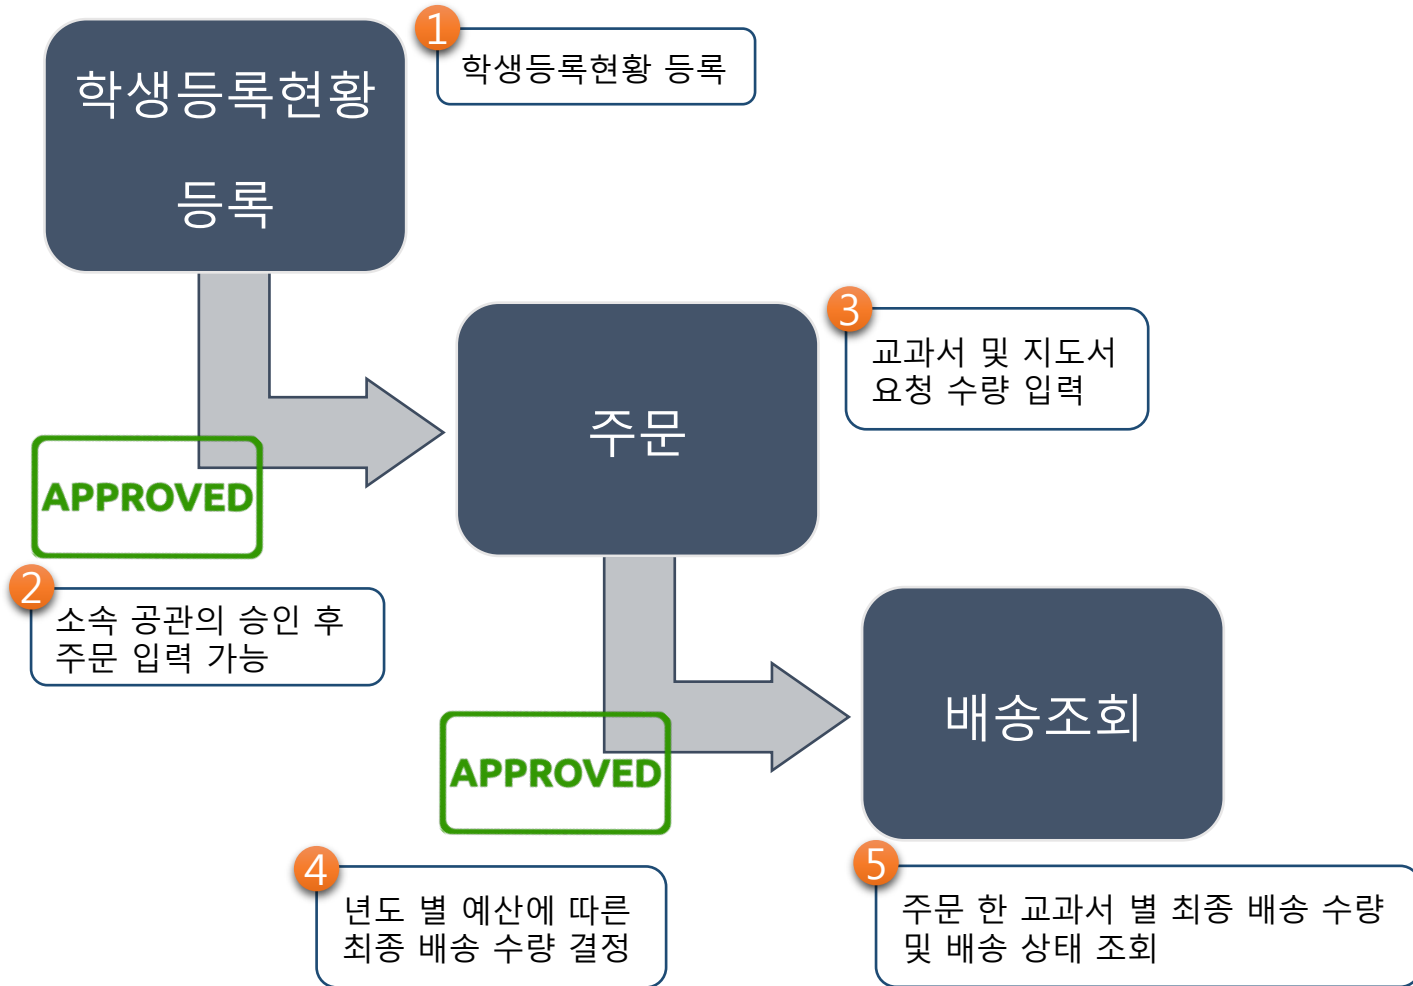 학생등록현황
등록
1
학생등록현황 등록
APPROVED
2
소속 공관의 승인 후
주문 입력 가능
주문
3
교과서 및 지도서
요청 수량 입력
APPROVED
4
년도 별 예산에 따른
최종 배송 수량 결정
배송조회
5
주문 한 교과서 별 최종 배송 수량
및 배송 상태 조회